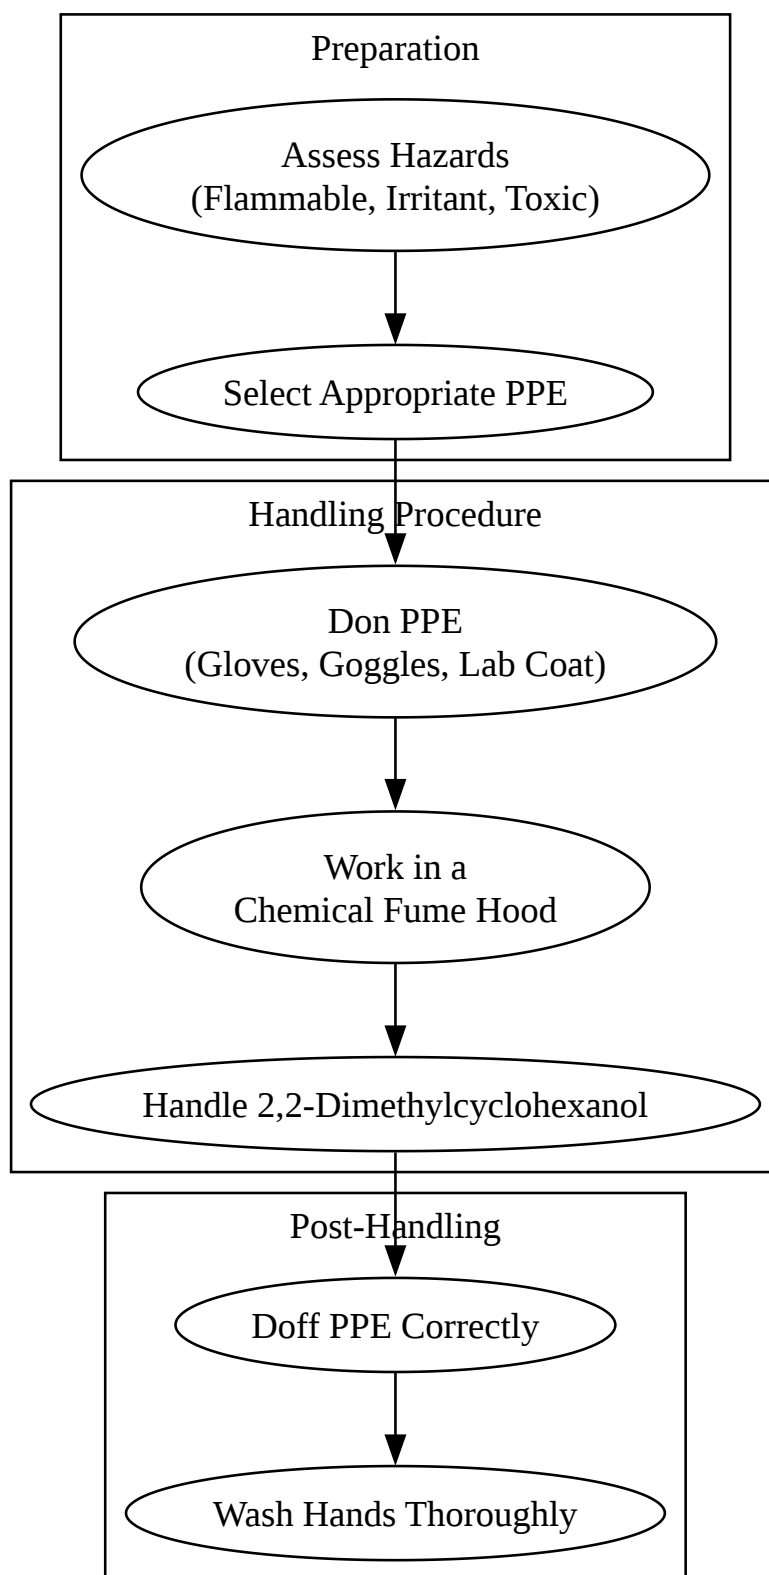 Preparation
Assess Hazards
(Flammable, Irritant, Toxic)
Select Appropriate PPE
Handling Procedure
Don PPE
(Gloves, Goggles, Lab Coat)
Work in a
Chemical Fume Hood
Handle 2,2-Dimethylcyclohexanol
Post-Handling
Doff PPE Correctly
Wash Hands Thoroughly